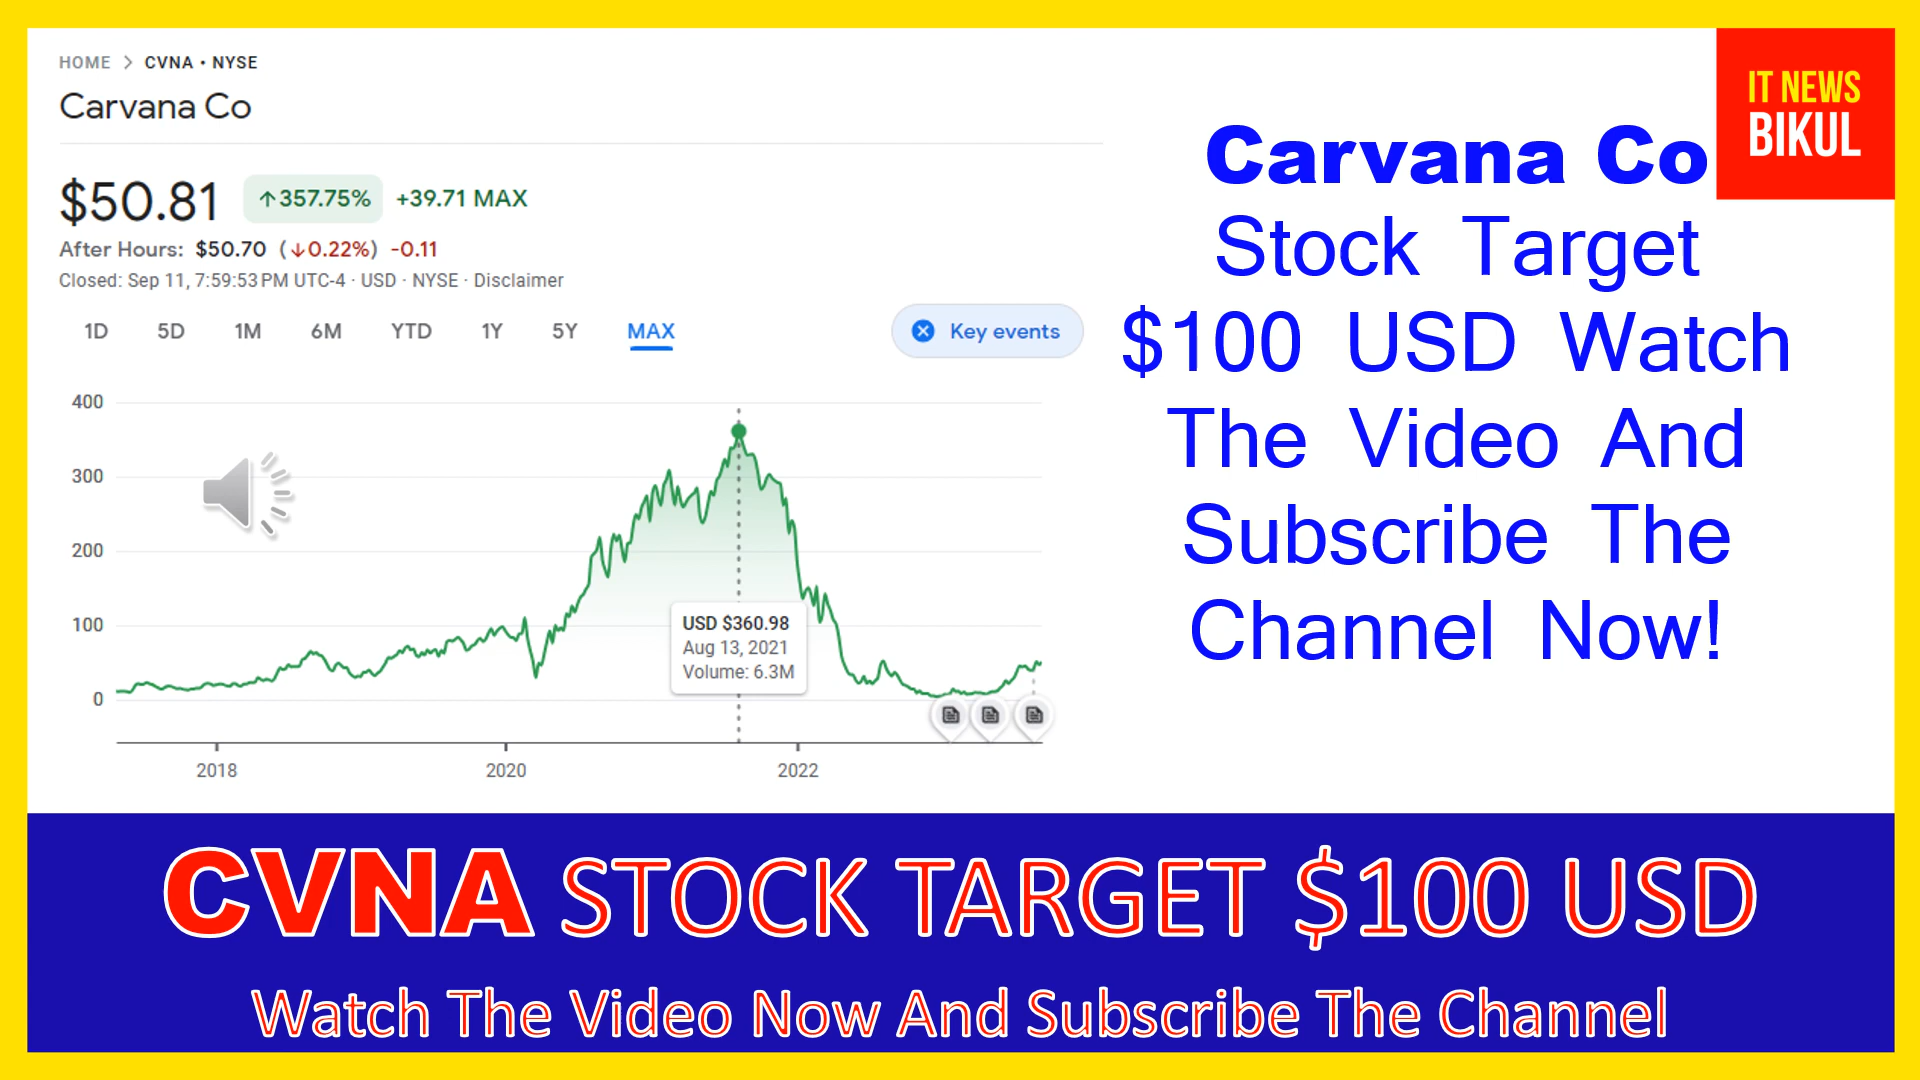 HOME > CVNA • NYSE
Carvana Co
$50.81 ↑357.75% +39.71 MAX
After Hours: $50.70 (↓0.22%) -0.11
Closed: Sep 11, 7:59:53 PM UTC-4 · USD · NYSE · Disclaimer
1D 5D 1M 6M YTD 1Y 5Y MAX Key events
400
300
200
100
0
USD $360.98
Aug 13, 2021
Volume: 6.3M
2018 2020 2022
IT NEWS
BIKUL
Carvana Co
Stock Target
$100 USD Watch
The Video And
Subscribe The
Channel Now!
CVNA STOCK TARGET $100 USD
Watch The Video Now And Subscribe The Channel